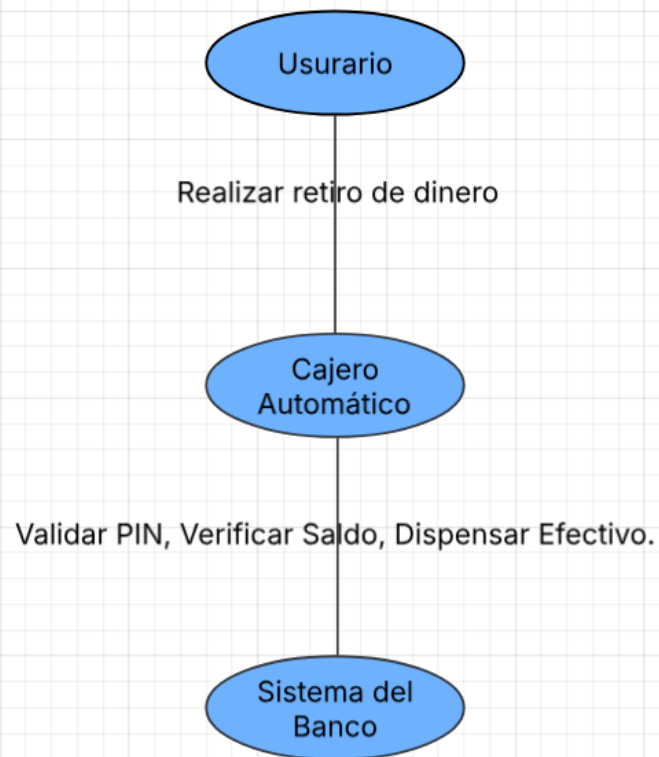 Usurario
Realizar retiro de dinero
Cajero
Automático
Validar PIN, Verificar Saldo, Dispensar Efectivo.
Sistema del
Banco